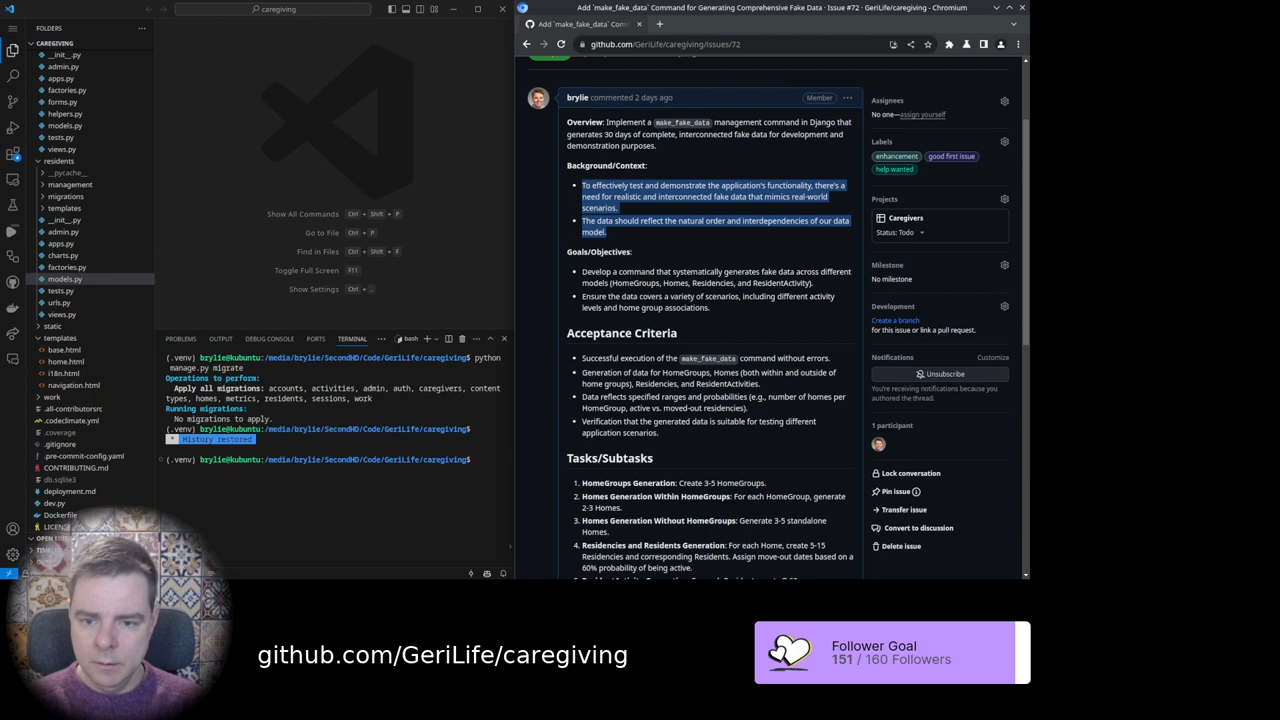 caregiving
Add `make_fake_data` Command for Generating Comprehensive Fake Data · Issue #72 · GeriLife/caregiving - Chromium
Add `make_fake_data` Com
github.com/GeriLife/caregiving/issues/72
FOLDERS
CAREGIVING
__init__.py
admin.py
apps.py
factories.py
forms.py
helpers.py
models.py
tests.py
views.py
residents
__pycache__
management
migrations
templates
__init__.py
admin.py
apps.py
charts.py
factories.py
models.py
tests.py
urls.py
views.py
static
templates
base.html
home.html
i18n.html
navigation.html
work
.all-contributorsrc
.codeclimate.yml
.coverage
.gitignore
.pre-commit-config.yaml
CONTRIBUTING.md
db.sqlite3
deployment.md
dev.py
Dockerfile
LICENS
OPEN EDIT
TIMEL
Show All Commands Ctrl + Shift + P
Go to File Ctrl + P
Find in Files Ctrl + Shift + F
Toggle Full Screen F11
Show Settings Ctrl + ,
PROBLEMS OUTPUT DEBUG CONSOLE PORTS TERMINAL bash
(.venv) brylie@kubuntu:/media/brylie/SecondHD/Code/GeriLife/caregiving$ python
manage.py migrate
Operations to perform:
Apply all migrations: accounts, activities, admin, auth, caregivers, content
types, homes, metrics, residents, sessions, work
Running migrations:
No migrations to apply.
(.venv) brylie@kubuntu:/media/brylie/SecondHD/Code/GeriLife/caregiving$
* History restored
(.venv) brylie@kubuntu:/media/brylie/SecondHD/Code/GeriLife/caregiving$
brylie commented 2 days ago Member
Overview: Implement a make_fake_data management command in Django that
generates 30 days of complete, interconnected fake data for development and
demonstration purposes.
Background/Context:
• To effectively test and demonstrate the application's functionality, there's a
need for realistic and interconnected fake data that mimics real-world
scenarios.
• The data should reflect the natural order and interdependencies of our data
model.
Goals/Objectives:
• Develop a command that systematically generates fake data across different
models (HomeGroups, Homes, Residencies, and ResidentActivity).
• Ensure the data covers a variety of scenarios, including different activity
levels and home group associations.
Acceptance Criteria
• Successful execution of the make_fake_data command without errors.
• Generation of data for HomeGroups, Homes (both within and outside of
home groups), Residencies, and ResidentActivities.
• Data reflects specified ranges and probabilities (e.g., number of homes per
HomeGroup, active vs. moved-out residencies).
• Verification that the generated data is suitable for testing different
application scenarios.
Tasks/Subtasks
1. HomeGroups Generation: Create 3-5 HomeGroups.
2. Homes Generation Within HomeGroups: For each HomeGroup, generate
2-3 Homes.
3. Homes Generation Without HomeGroups: Generate 3-5 standalone
Homes.
4. Residencies and Residents Generation: For each Home, create 5-15
Residencies and corresponding Residents. Assign move-out dates based on a
60% probability of being active.
Assignees
No one—assign yourself
Labels
enhancement good first issue
help wanted
Projects
Caregivers
Status: Todo
Milestone
No milestone
Development
Create a branch
for this issue or link a pull request.
Notifications Customize
Unsubscribe
You're receiving notifications because you
authored the thread.
1 participant
Lock conversation
Pin issue
Transfer issue
Convert to discussion
Delete issue
github.com/GeriLife/caregiving
Follower Goal
151 / 160 Followers